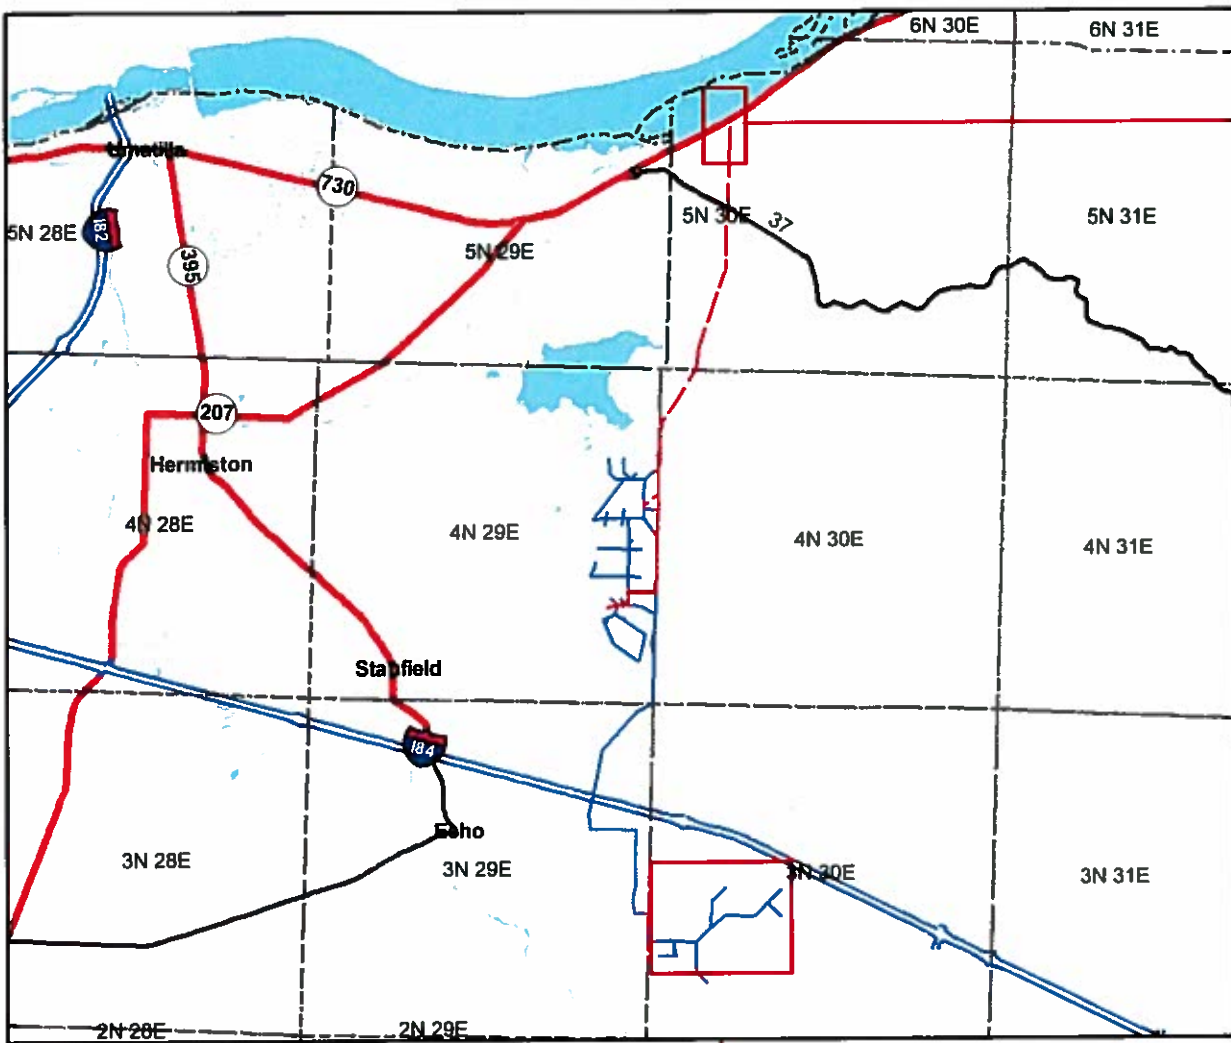 6N 30E
6N 31E
Umatilla
730
5N 28E
182
395
5N 29E
5N 30E
37
5N 31E
207
Hermiston
4N 28E
4N 29E
4N 30E
4N 31E
Stanfield
184
Echo
3N 28E
3N 29E
3N 30E
3N 31E
2N 28E
2N 29E